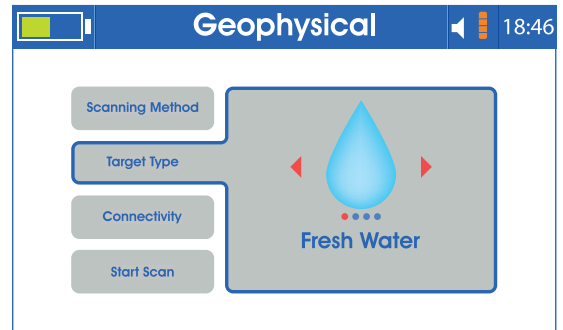 Geophysical
18:46
Scanning Method
Target Type
Connectivity
Start Scan
Fresh Water